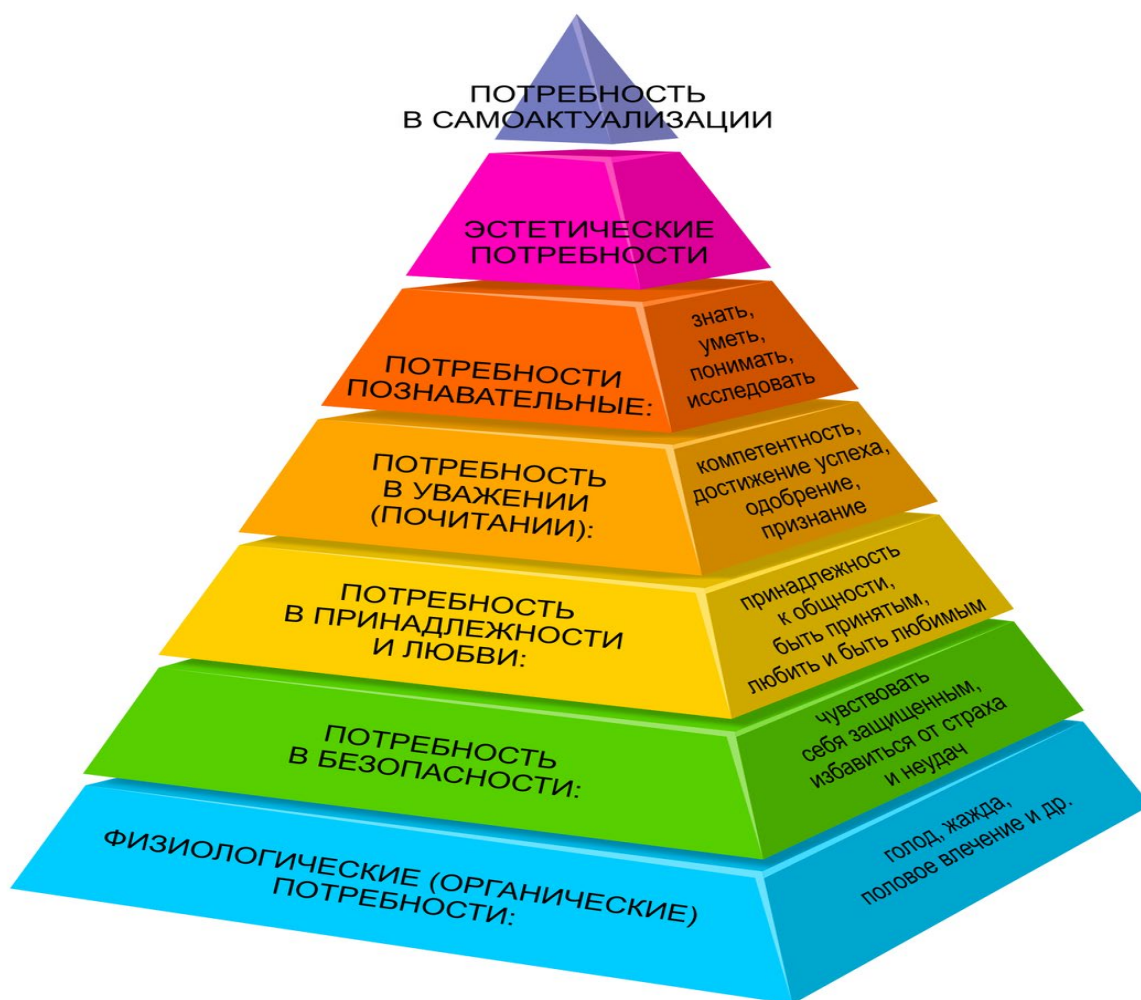 ПОТРЕБНОСТЬ
В САМОАКТУАЛИЗАЦИИ
ЭСТЕТИЧЕСКИЕ
ПОТРЕБНОСТИ
ПОТРЕБНОСТИ
ПОЗНАВАТЕЛЬНЫЕ:
знать,
уметь,
понимать,
исследовать
ПОТРЕБНОСТЬ
В УВАЖЕНИИ
(ПОЧИТАНИИ):
компетентность,
достижение успеха,
одобрение,
признание
ПОТРЕБНОСТЬ
В ПРИНАДЛЕЖНОСТИ
И ЛЮБВИ:
принадлежность
к общности,
быть принятым,
любить и быть любимым
ПОТРЕБНОСТЬ
В БЕЗОПАСНОСТИ:
чувствовать
себя защищенным,
избавиться от страха
и неудач
ФИЗИОЛОГИЧЕСКИЕ (ОРГАНИЧЕСКИЕ)
ПОТРЕБНОСТИ:
голод, жажда,
половое влечение и др.